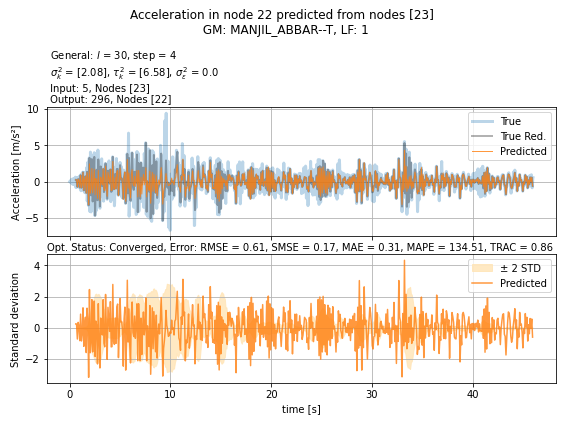 Acceleration in node 22 predicted from nodes [23]
GM: MANJIL_ABBAR--T, LF: 1
General: l = 30, step = 4
σ²ₖ = [2.08], τ²ₖ = [6.58], σ²ε = 0.0
Input: 5, Nodes [23]
Output: 296, Nodes [22]
Acceleration [m/s²]
10
5
0
−5
True
True Red.
Predicted
Opt. Status: Converged, Error: RMSE = 0.61, SMSE = 0.17, MAE = 0.31, MAPE = 134.51, TRAC = 0.86
Standard deviation
4
2
0
−2
± 2 STD
Predicted
0
10
20
30
40
time [s]